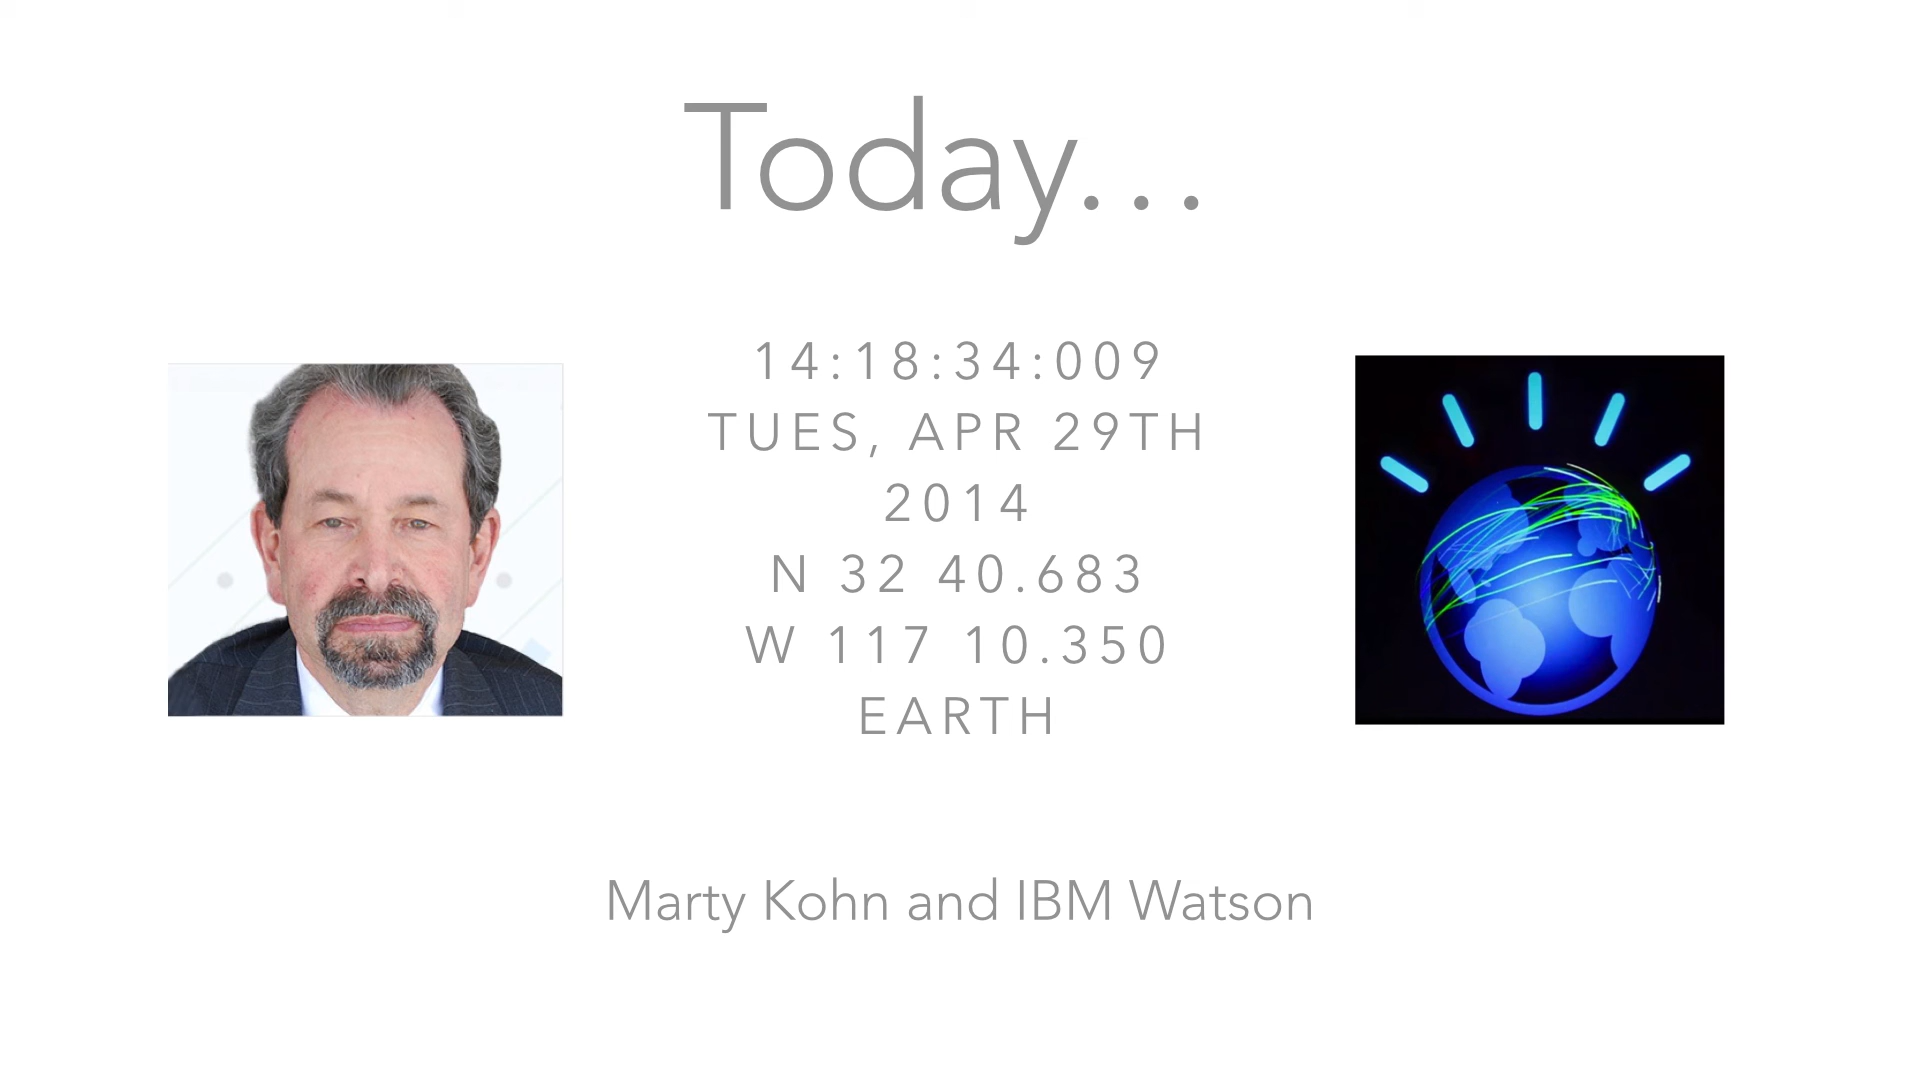 Today...
14:18:34:009
TUES, APR 29TH
2014
N 32 40.683
W 117 10.350
EARTH
Marty Kohn and IBM Watson